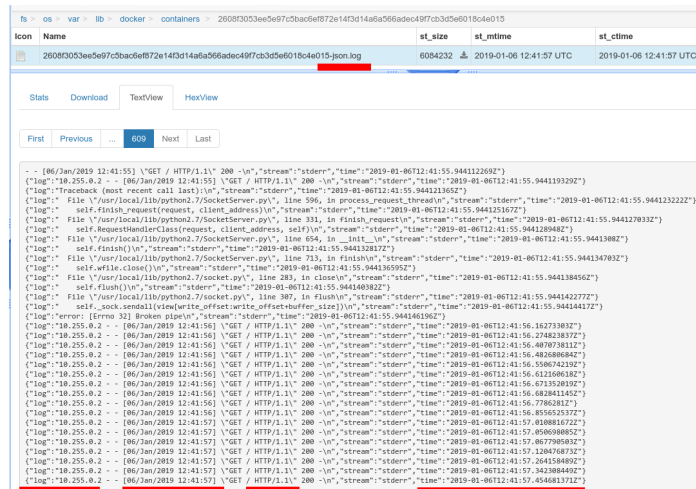 fs > os > var > lib > docker > containers > 2608f3053ee5e97c5bac6ef872e14f3d14a6a566adec49f7cb3d5e6018c4e015
Icon Name st_size st_mtime st_ctime
2608f3053ee5e97c5bac6ef872e14f3d14a6a566adec49f7cb3d5e6018c4e015-json.log 6084232 2019-01-06 12:41:57 UTC 2019-01-06 12:41:57 UTC
Stats Download TextView HexView
First Previous ... 609 Next Last
- - [06/Jan/2019 12:41:55] \"GET / HTTP/1.1\" 200 -\n","stream":"stderr","time":"2019-01-06T12:41:55.944112269Z"}
{"log":"10.255.0.2 - - [06/Jan/2019 12:41:55] \"GET / HTTP/1.1\" 200 -\n","stream":"stderr","time":"2019-01-06T12:41:55.944119329Z"}
{"log":"Traceback (most recent call last):\n","stream":"stderr","time":"2019-01-06T12:41:55.944121365Z"}
{"log":"  File \"/usr/local/lib/python2.7/SocketServer.py\", line 596, in process_request_thread\n","stream":"stderr","time":"2019-01-06T12:41:55.944123222Z"}
{"log":"    self.finish_request(request, client_address)\n","stream":"stderr","time":"2019-01-06T12:41:55.944125167Z"}
{"log":"  File \"/usr/local/lib/python2.7/SocketServer.py\", line 331, in finish_request\n","stream":"stderr","time":"2019-01-06T12:41:55.944127033Z"}
{"log":"    self.RequestHandlerClass(request, client_address, self)\n","stream":"stderr","time":"2019-01-06T12:41:55.944128948Z"}
{"log":"  File \"/usr/local/lib/python2.7/SocketServer.py\", line 654, in __init__\n","stream":"stderr","time":"2019-01-06T12:41:55.9441308Z"}
{"log":"    self.finish()\n","stream":"stderr","time":"2019-01-06T12:41:55.944132817Z"}
{"log":"  File \"/usr/local/lib/python2.7/SocketServer.py\", line 713, in finish\n","stream":"stderr","time":"2019-01-06T12:41:55.944134703Z"}
{"log":"    self.wfile.close()\n","stream":"stderr","time":"2019-01-06T12:41:55.944136595Z"}
{"log":"  File \"/usr/local/lib/python2.7/socket.py\", line 283, in close\n","stream":"stderr","time":"2019-01-06T12:41:55.944138456Z"}
{"log":"    self.flush()\n","stream":"stderr","time":"2019-01-06T12:41:55.944140382Z"}
{"log":"  File \"/usr/local/lib/python2.7/socket.py\", line 307, in flush\n","stream":"stderr","time":"2019-01-06T12:41:55.944142277Z"}
{"log":"    self._sock.sendall(view[write_offset:write_offset+buffer_size])\n","stream":"stderr","time":"2019-01-06T12:41:55.94414417Z"}
{"log":"error: [Errno 32] Broken pipe\n","stream":"stderr","time":"2019-01-06T12:41:55.944146196Z"}
{"log":"10.255.0.2 - - [06/Jan/2019 12:41:56] \"GET / HTTP/1.1\" 200 -\n","stream":"stderr","time":"2019-01-06T12:41:56.16273303Z"}
{"log":"10.255.0.2 - - [06/Jan/2019 12:41:56] \"GET / HTTP/1.1\" 200 -\n","stream":"stderr","time":"2019-01-06T12:41:56.274823837Z"}
{"log":"10.255.0.2 - - [06/Jan/2019 12:41:56] \"GET / HTTP/1.1\" 200 -\n","stream":"stderr","time":"2019-01-06T12:41:56.407073811Z"}
{"log":"10.255.0.2 - - [06/Jan/2019 12:41:56] \"GET / HTTP/1.1\" 200 -\n","stream":"stderr","time":"2019-01-06T12:41:56.482680684Z"}
{"log":"10.255.0.2 - - [06/Jan/2019 12:41:56] \"GET / HTTP/1.1\" 200 -\n","stream":"stderr","time":"2019-01-06T12:41:56.550674219Z"}
{"log":"10.255.0.2 - - [06/Jan/2019 12:41:56] \"GET / HTTP/1.1\" 200 -\n","stream":"stderr","time":"2019-01-06T12:41:56.612160618Z"}
{"log":"10.255.0.2 - - [06/Jan/2019 12:41:56] \"GET / HTTP/1.1\" 200 -\n","stream":"stderr","time":"2019-01-06T12:41:56.671352019Z"}
{"log":"10.255.0.2 - - [06/Jan/2019 12:41:56] \"GET / HTTP/1.1\" 200 -\n","stream":"stderr","time":"2019-01-06T12:41:56.682841145Z"}
{"log":"10.255.0.2 - - [06/Jan/2019 12:41:56] \"GET / HTTP/1.1\" 200 -\n","stream":"stderr","time":"2019-01-06T12:41:56.7786281Z"}
{"log":"10.255.0.2 - - [06/Jan/2019 12:41:56] \"GET / HTTP/1.1\" 200 -\n","stream":"stderr","time":"2019-01-06T12:41:56.855652537Z"}
{"log":"10.255.0.2 - - [06/Jan/2019 12:41:57] \"GET / HTTP/1.1\" 200 -\n","stream":"stderr","time":"2019-01-06T12:41:57.010881672Z"}
{"log":"10.255.0.2 - - [06/Jan/2019 12:41:57] \"GET / HTTP/1.1\" 200 -\n","stream":"stderr","time":"2019-01-06T12:41:57.050698085Z"}
{"log":"10.255.0.2 - - [06/Jan/2019 12:41:57] \"GET / HTTP/1.1\" 200 -\n","stream":"stderr","time":"2019-01-06T12:41:57.067790503Z"}
{"log":"10.255.0.2 - - [06/Jan/2019 12:41:57] \"GET / HTTP/1.1\" 200 -\n","stream":"stderr","time":"2019-01-06T12:41:57.120476873Z"}
{"log":"10.255.0.2 - - [06/Jan/2019 12:41:57] \"GET / HTTP/1.1\" 200 -\n","stream":"stderr","time":"2019-01-06T12:41:57.264158489Z"}
{"log":"10.255.0.2 - - [06/Jan/2019 12:41:57] \"GET / HTTP/1.1\" 200 -\n","stream":"stderr","time":"2019-01-06T12:41:57.342308449Z"}
{"log":"10.255.0.2 - - [06/Jan/2019 12:41:57] \"GET / HTTP/1.1\" 200 -\n","stream":"stderr","time":"2019-01-06T12:41:57.454681371Z"}